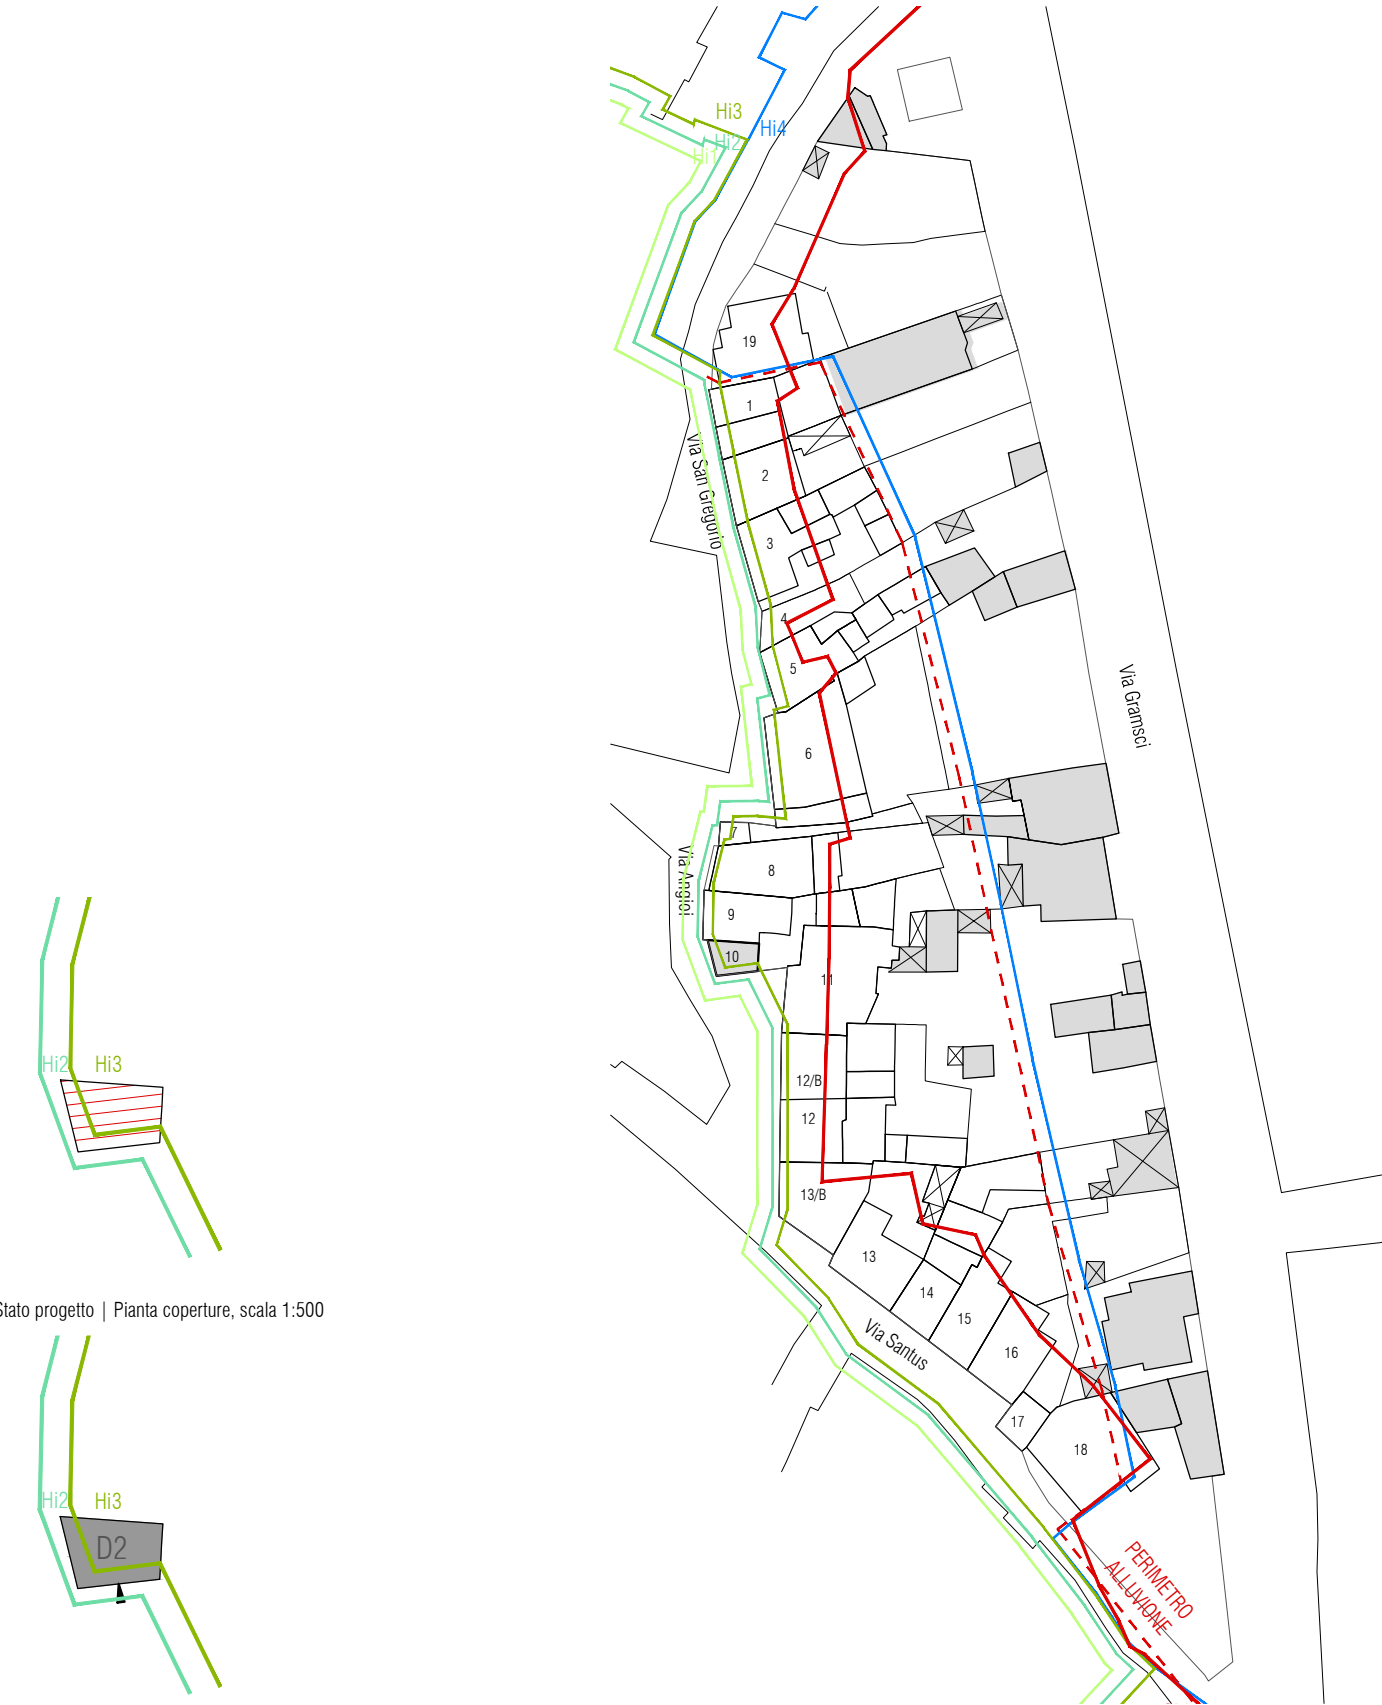 Hi3
Hi4
Hi2
Hi1
19
1
Via San Gregorio
2
3
4
5
Via Gramsci
6
7
Via Angioi
8
9
10
11
Hi2
Hi3
12/B
12
13/B
13
14
15
Stato progetto | Pianta coperture, scala 1:500
Via Santus
16
17
18
Hi2
Hi3
D2
PERIMETRO
ALLUVIONE